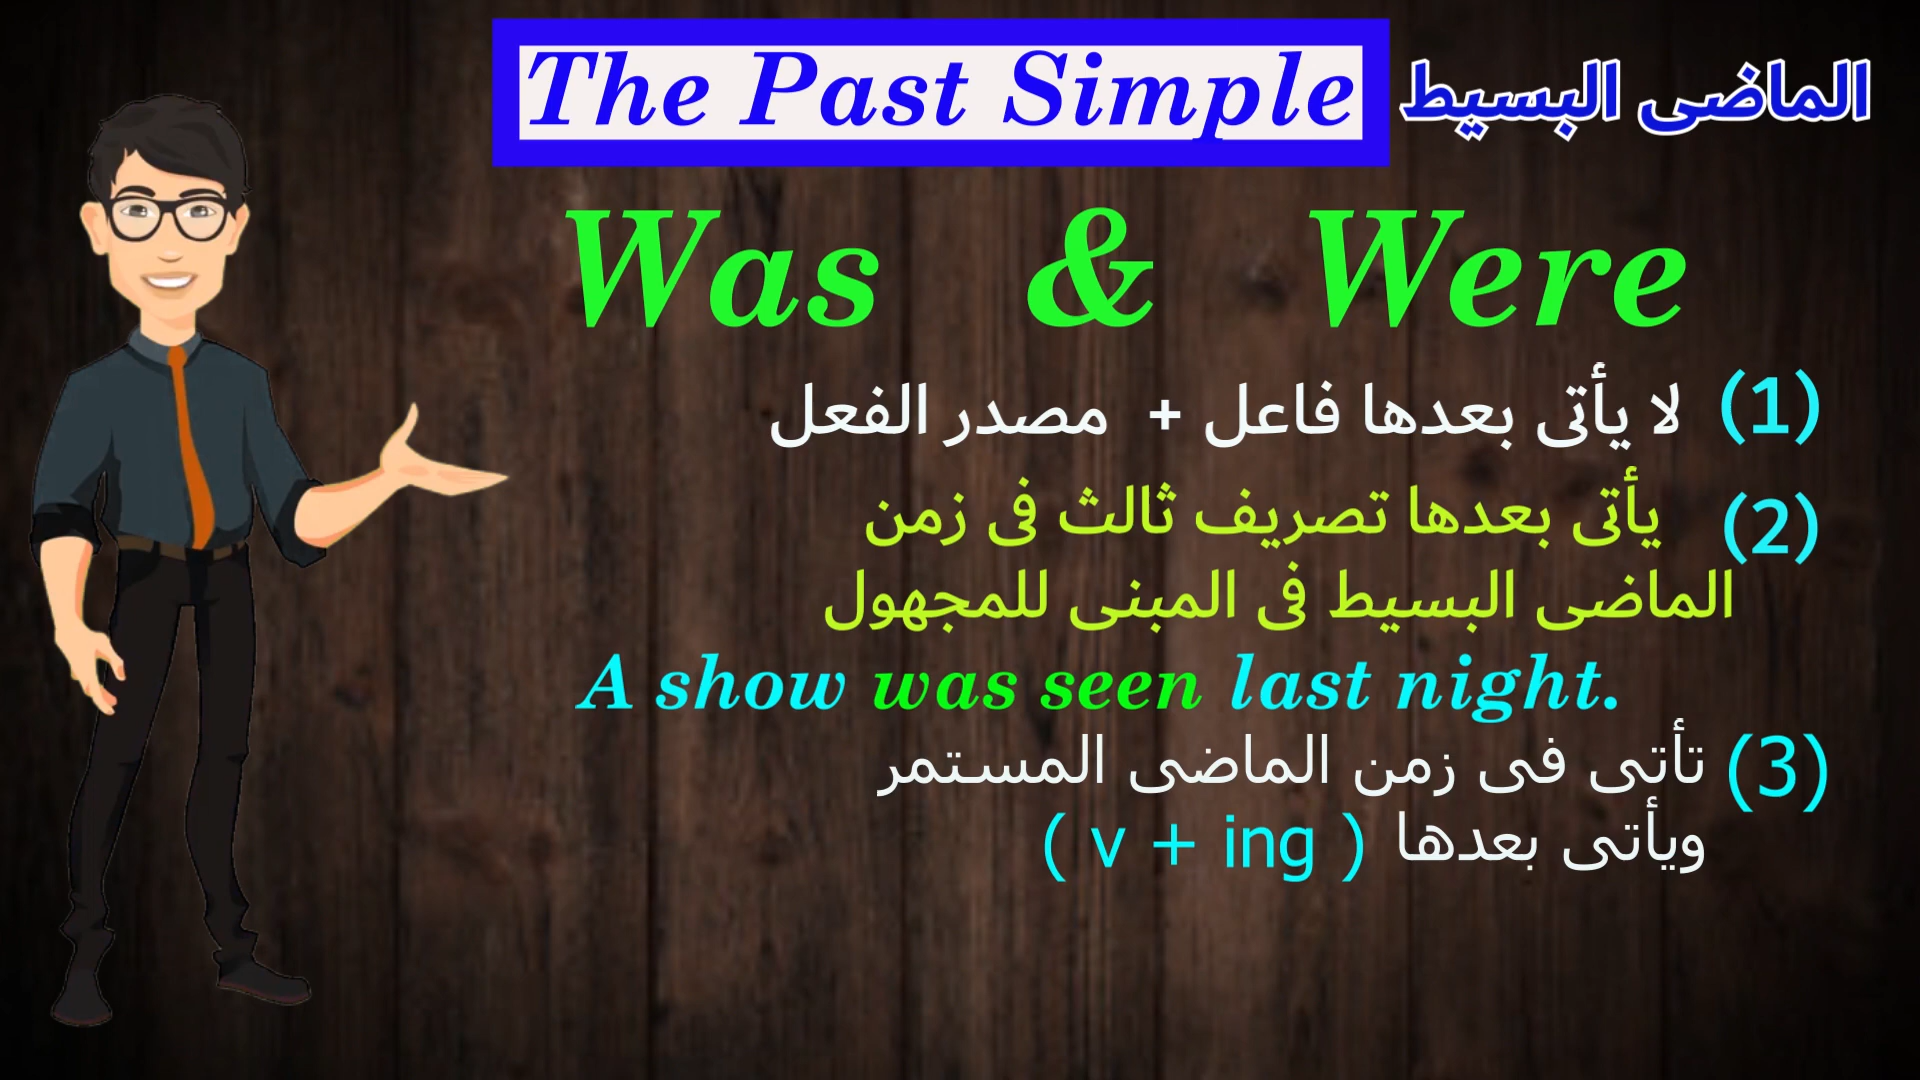 The Past Simple الماضى البسيط
Was & Were
(1) لا يأتى بعدها فاعل + مصدر الفعل
(2) يأتى بعدها تصريف ثالث فى زمن
الماضى البسيط فى المبنى للمجهول
A show was seen last night.
(3) تأتى فى زمن الماضى المستمر
ويأتى بعدها ( v + ing )